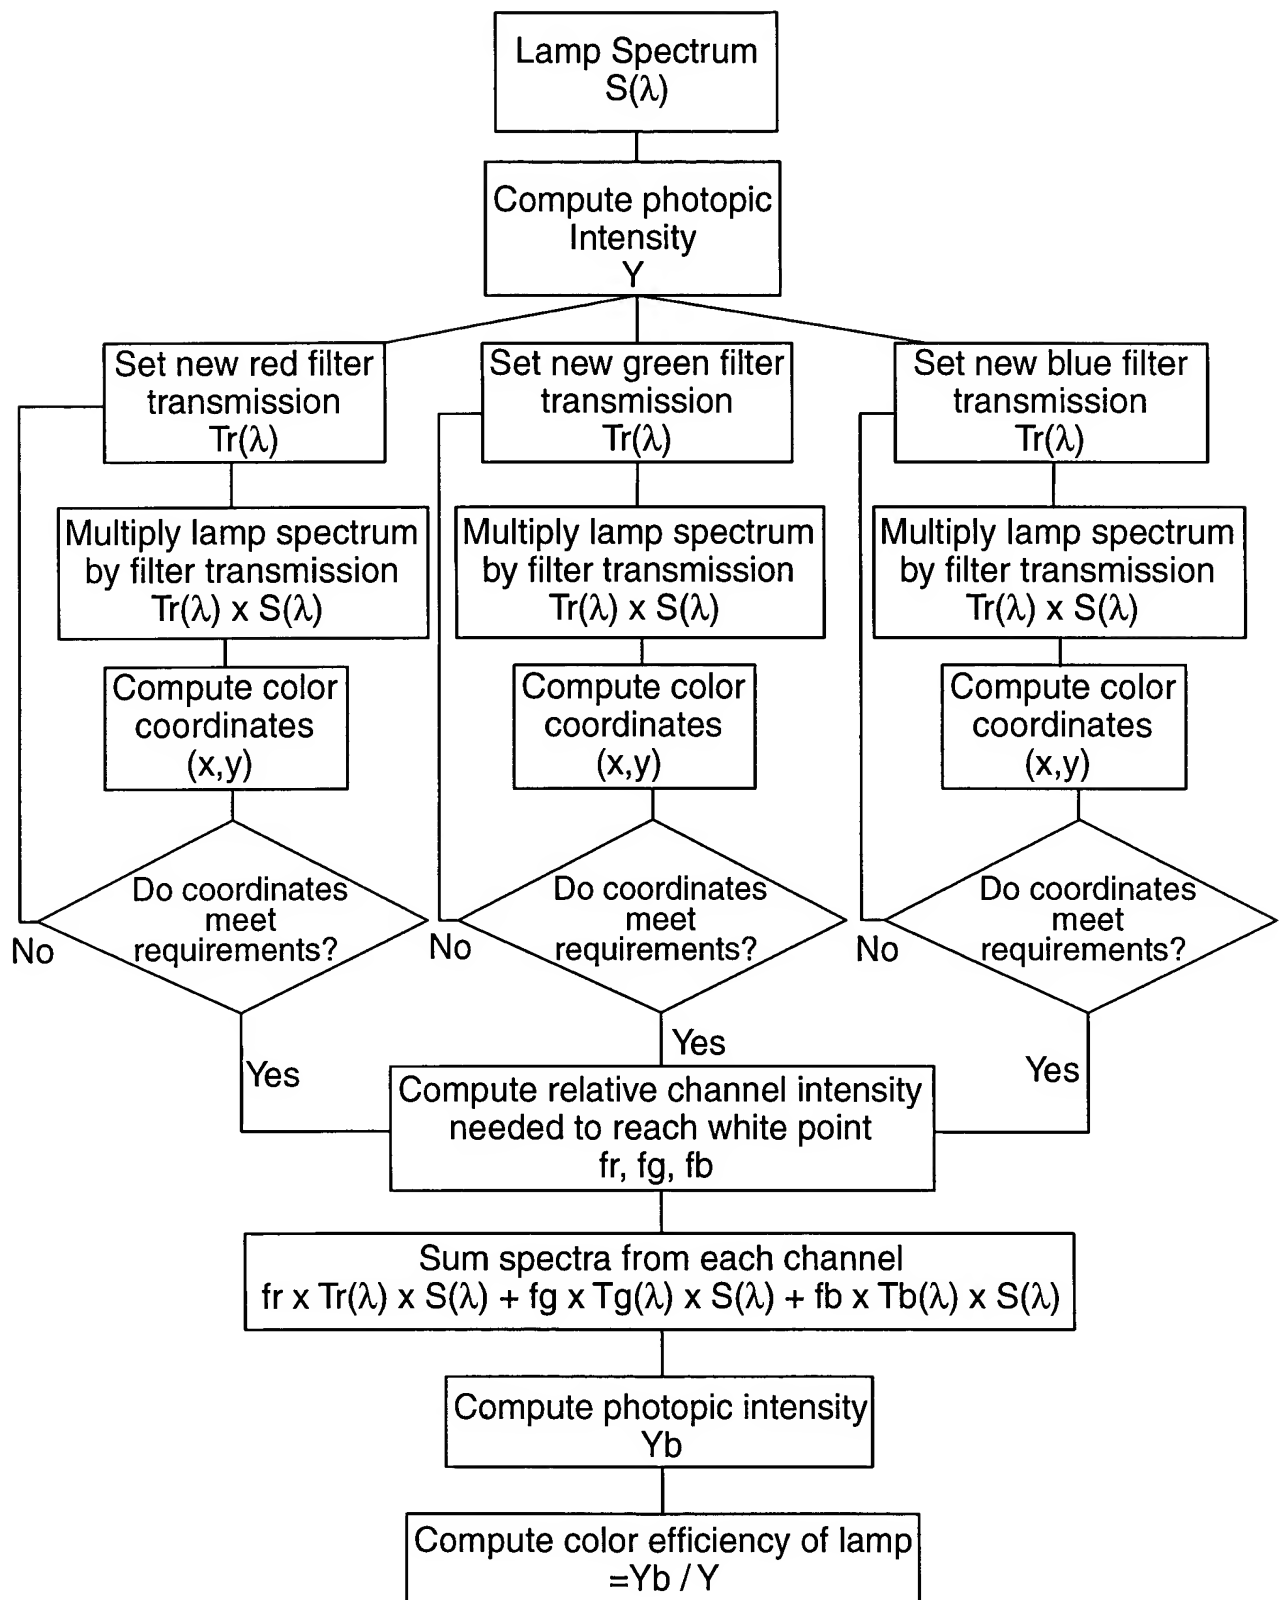 Lamp Spectrum
S(λ)
Compute photopic
Intensity
Y
Set new red filter
transmission
Tr(λ)
Set new green filter
transmission
Tr(λ)
Set new blue filter
transmission
Tr(λ)
Multiply lamp spectrum
by filter transmission
Tr(λ) x S(λ)
Multiply lamp spectrum
by filter transmission
Tr(λ) x S(λ)
Multiply lamp spectrum
by filter transmission
Tr(λ) x S(λ)
Compute color
coordinates
(x,y)
Compute color
coordinates
(x,y)
Compute color
coordinates
(x,y)
Do coordinates
meet
requirements?
No
Do coordinates
meet
requirements?
No
Do coordinates
meet
requirements?
No
Yes
Yes
Yes
Compute relative channel intensity
needed to reach white point
fr, fg, fb
Sum spectra from each channel
fr x Tr(λ) x S(λ) + fg x Tg(λ) x S(λ) + fb x Tb(λ) x S(λ)
Compute photopic intensity
Yb
Compute color efficiency of lamp
=Yb / Y